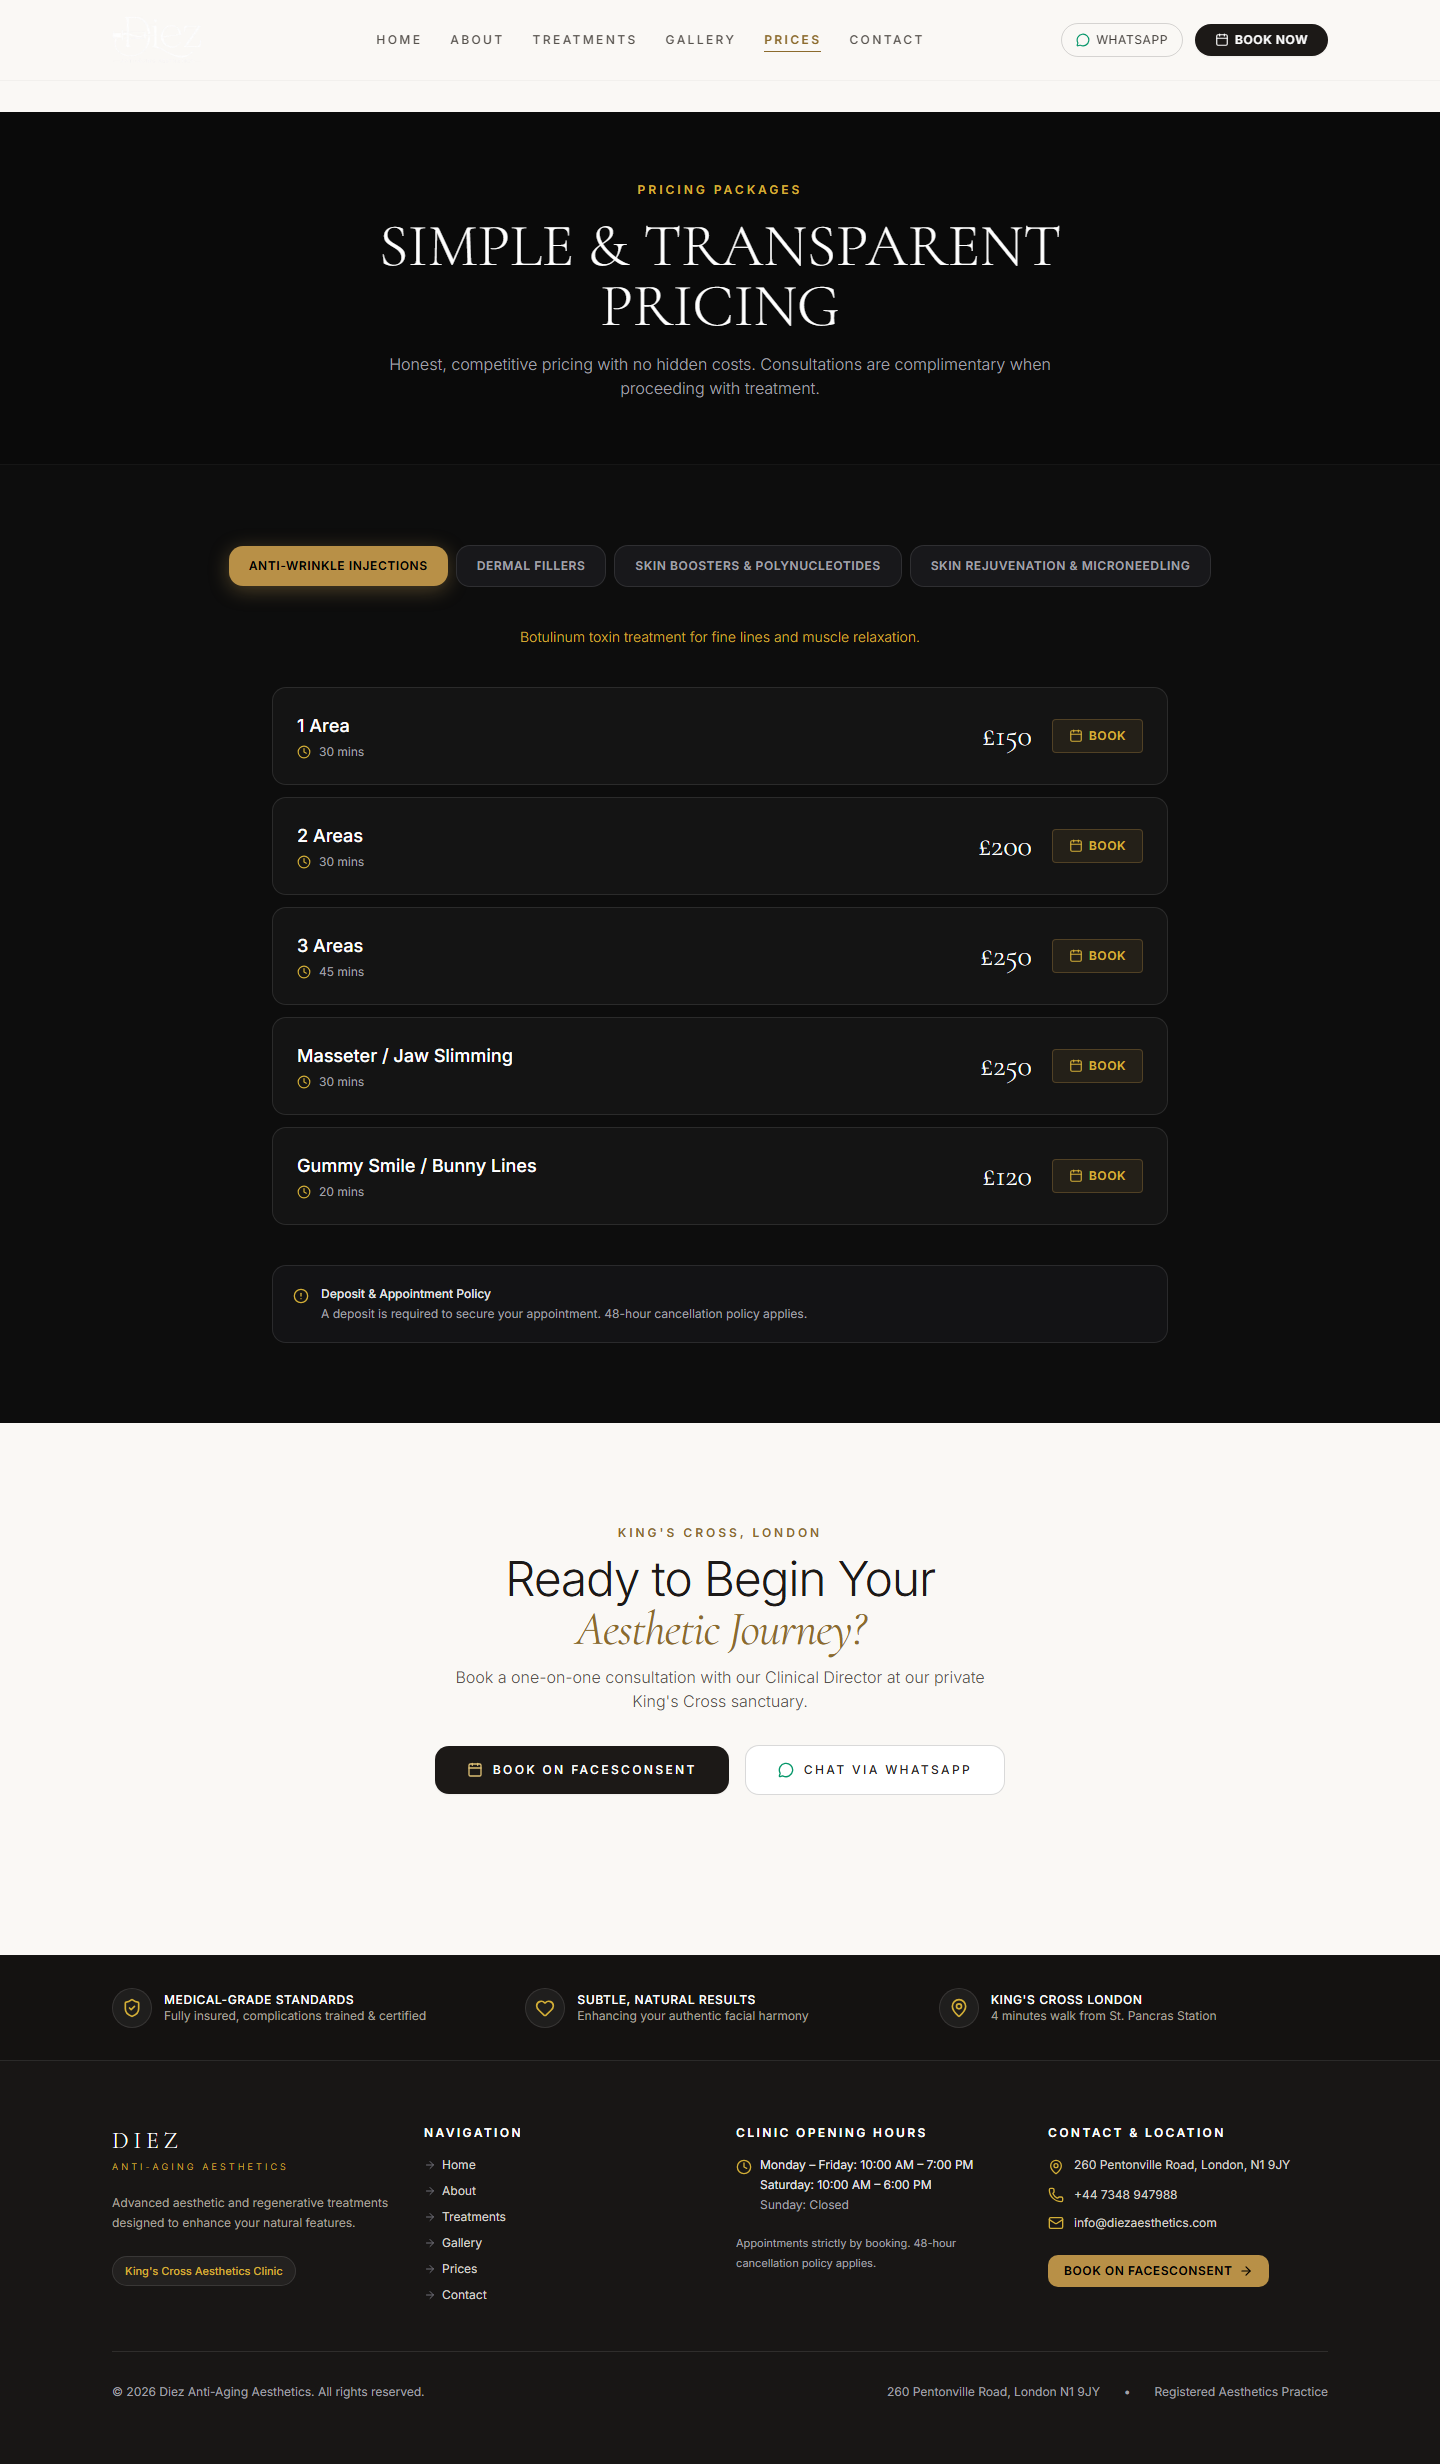 DIEZ
HOME ABOUT TREATMENTS GALLERY PRICES CONTACT
WHATSAPP
BOOK NOW
PRICING PACKAGES
SIMPLE & TRANSPARENT
PRICING
Honest, competitive pricing with no hidden costs. Consultations are complimentary when
proceeding with treatment.
ANTI-WRINKLE INJECTIONS
DERMAL FILLERS
SKIN BOOSTERS & POLYNUCLEOTIDES
SKIN REJUVENATION & MICRONEEDLING
Botulinum toxin treatment for fine lines and muscle relaxation.
1 Area
30 mins
£150
BOOK
2 Areas
30 mins
£200
BOOK
3 Areas
45 mins
£250
BOOK
Masseter / Jaw Slimming
30 mins
£250
BOOK
Gummy Smile / Bunny Lines
20 mins
£120
BOOK
Deposit & Appointment Policy
A deposit is required to secure your appointment. 48-hour cancellation policy applies.
KING'S CROSS, LONDON
Ready to Begin Your
Aesthetic Journey?
Book a one-on-one consultation with our Clinical Director at our private
King's Cross sanctuary.
BOOK ON FACESCONSENT
CHAT VIA WHATSAPP
MEDICAL-GRADE STANDARDS
Fully insured, complications trained & certified
SUBTLE, NATURAL RESULTS
Enhancing your authentic facial harmony
KING'S CROSS LONDON
4 minutes walk from St. Pancras Station
DIEZ
ANTI-AGING AESTHETICS
Advanced aesthetic and regenerative treatments
designed to enhance your natural features.
King's Cross Aesthetics Clinic
NAVIGATION
Home
About
Treatments
Gallery
Prices
Contact
CLINIC OPENING HOURS
Monday – Friday: 10:00 AM – 7:00 PM
Saturday: 10:00 AM – 6:00 PM
Sunday: Closed
Appointments strictly by booking. 48-hour
cancellation policy applies.
CONTACT & LOCATION
260 Pentonville Road, London, N1 9JY
+44 7348 947988
info@diezaesthetics.com
BOOK ON FACESCONSENT
© 2026 Diez Anti-Aging Aesthetics. All rights reserved.
260 Pentonville Road, London N1 9JY • Registered Aesthetics Practice